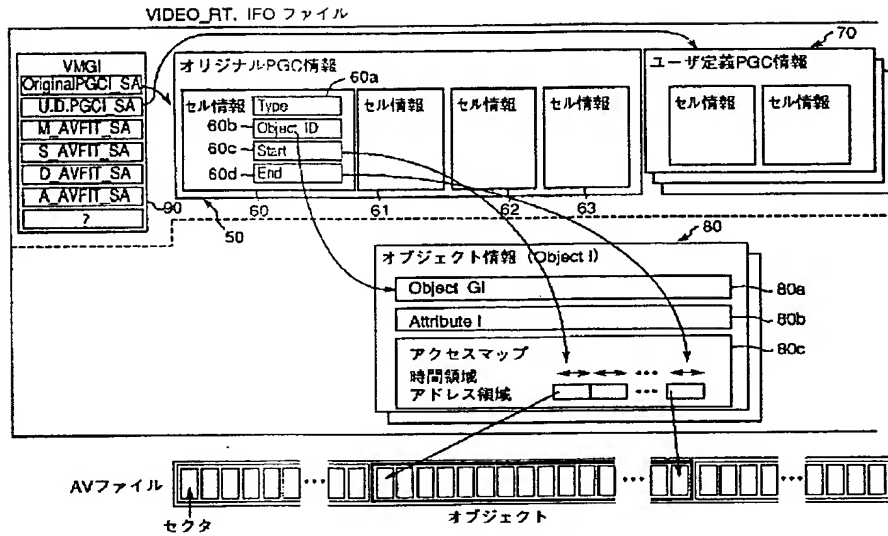 VIDEO_RT. IFO ファイル
VMGI
OriginalPGCI_SA
U.D.PGCI_SA
M_AVFIT_SA
S_AVFIT_SA
D_AVFIT_SA
A_AVFIT_SA
?
90
オリジナルPGC情報
60a
セル情報
Type
60b
Object ID
60c
Start
60d
End
セル情報
セル情報
セル情報
60
61
62
63
50
70
ユーザ定義PGC情報
セル情報
セル情報
80
オブジェクト情報 (Object I)
Object GI
80a
Attribute I
80b
アクセスマップ
80c
時間領域
•••
アドレス領域
•••
AVファイル
•••
•••
•••
セクタ
オブジェクト